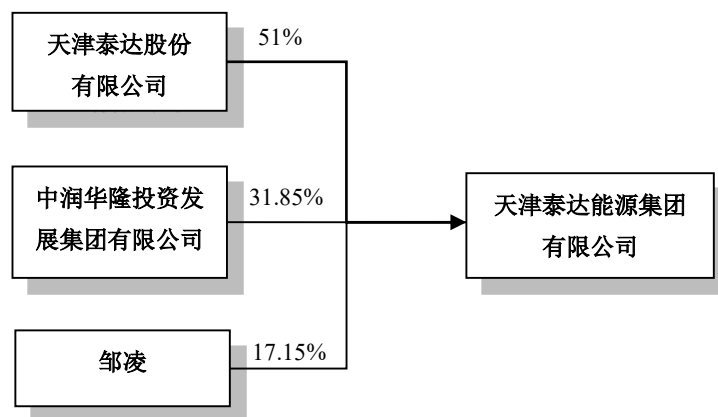 天津泰达股份
有限公司
51%
中润华隆投资发
展集团有限公司
31.85%
天津泰达能源集团
有限公司
邹凌
17.15%